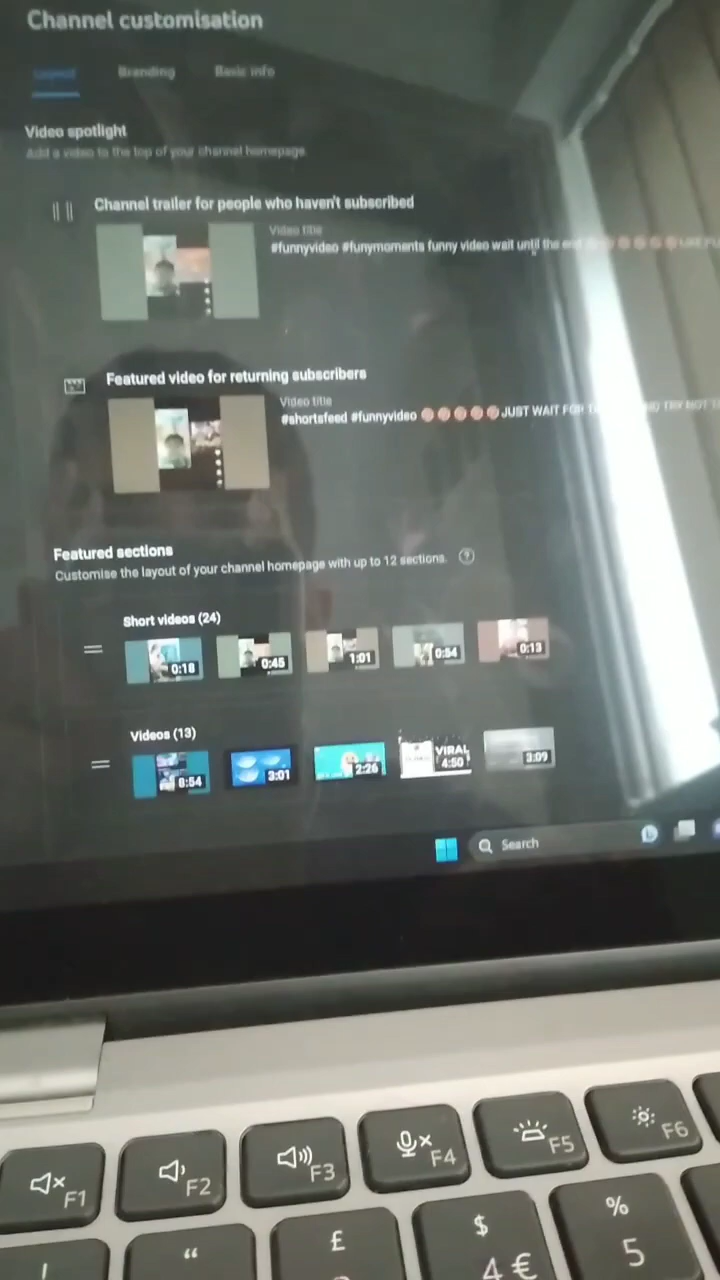 Channel customisation
Layout Branding Basic info
Video spotlight
Add a video to the top of your channel homepage.
Channel trailer for people who haven't subscribed
Video title
#funnyvideo #funymoments funny video wait until the end
Featured video for returning subscribers
Video title
#shortsfeed #funnyvideo 🔴🔴🔴🔴🔴JUST WAIT FOR
Featured sections
Customise the layout of your channel homepage with up to 12 sections. ?
Short videos (24)
0:18 0:45 1:01 0:54 0:13
Videos (13)
8:54 3:01 2:26 VIRAL 4:50 3:09
Search
F1 F2 F3 F4 F5 F6
! “ £ $ 4 € % 5